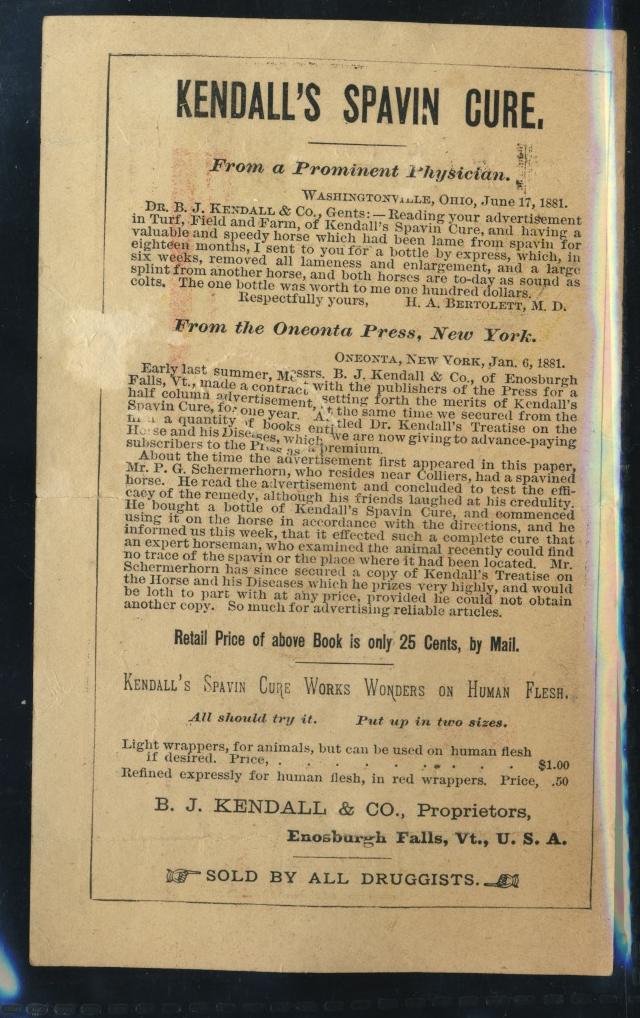 KENDALL'S SPAVIN CURE.
From a Prominent Physician.
WASHINGTONVILLE, OHIO, June 17, 1881.
DR. B. J. KENDALL & CO., Gents:—Reading your advertisement
in Turf, Field and Farm, of Kendall's Spavin Cure, and having a
valuable and speedy horse which had been lame from spavin for
eighteen months, I sent to you for a bottle by express, which, in
six weeks, removed all lameness and enlargement, and a large
splint from another horse, and both horses are to-day as sound as
colts. The one bottle was worth to me one hundred dollars.
Respectfully yours, H. A. BERTOLETT, M. D.
From the Oneonta Press, New York.
ONEONTA, NEW YORK, Jan. 6, 1881.
Early last summer, Messrs. B. J. Kendall & Co., of Enosburgh
Falls, Vt., made a contract with the publishers of the Press for a
half column advertisement, setting forth the merits of Kendall's
Spavin Cure, for one year. At the same time we secured from the
a quantity of books entitled Dr. Kendall's Treatise on the
Horse and his Diseases, which we are now giving to advance-paying
subscribers to the Press as a premium.
About the time the advertisement first appeared in this paper,
Mr. P. G. Schermerhorn, who resides near Colliers, had a spavined
horse. He read the advertisement and concluded to test the effi-
cacy of the remedy, although his friends laughed at his credulity.
He bought a bottle of Kendall's Spavin Cure, and commenced
using it on the horse in accordance with the directions, and he
informed us this week, that it effected such a complete cure that
an expert horseman, who examined the animal recently could find
no trace of the spavin or the place where it had been located. Mr.
Schermerhorn has since secured a copy of Kendall's Treatise on
the Horse and his Diseases which he prizes very highly, and would
be loth to part with at any price, provided he could not obtain
another copy. So much for advertising reliable articles.
Retail Price of above Book is only 25 Cents, by Mail.
KENDALL'S SPAVIN CURE WORKS WONDERS ON HUMAN FLESH.
All should try it. Put up in two sizes.
Light wrappers, for animals, but can be used on human flesh
if desired. Price, . . . . . . . . $1.00
Refined expressly for human flesh, in red wrappers. Price, .50
B. J. KENDALL & CO., Proprietors,
Enosburgh Falls, Vt., U. S. A.
SOLD BY ALL DRUGGISTS.